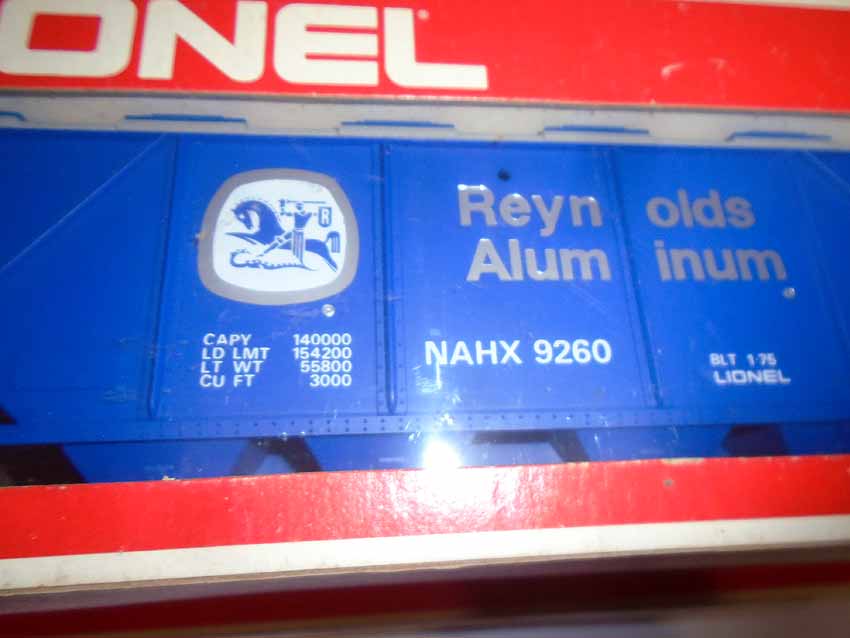 ONEL
R
Reyn olds
Alum inum
CAPY 140000
LD LMT 154200
LT WT 55800
CU FT 3000
NAHX 9260
BLT 1-75
LIONEL